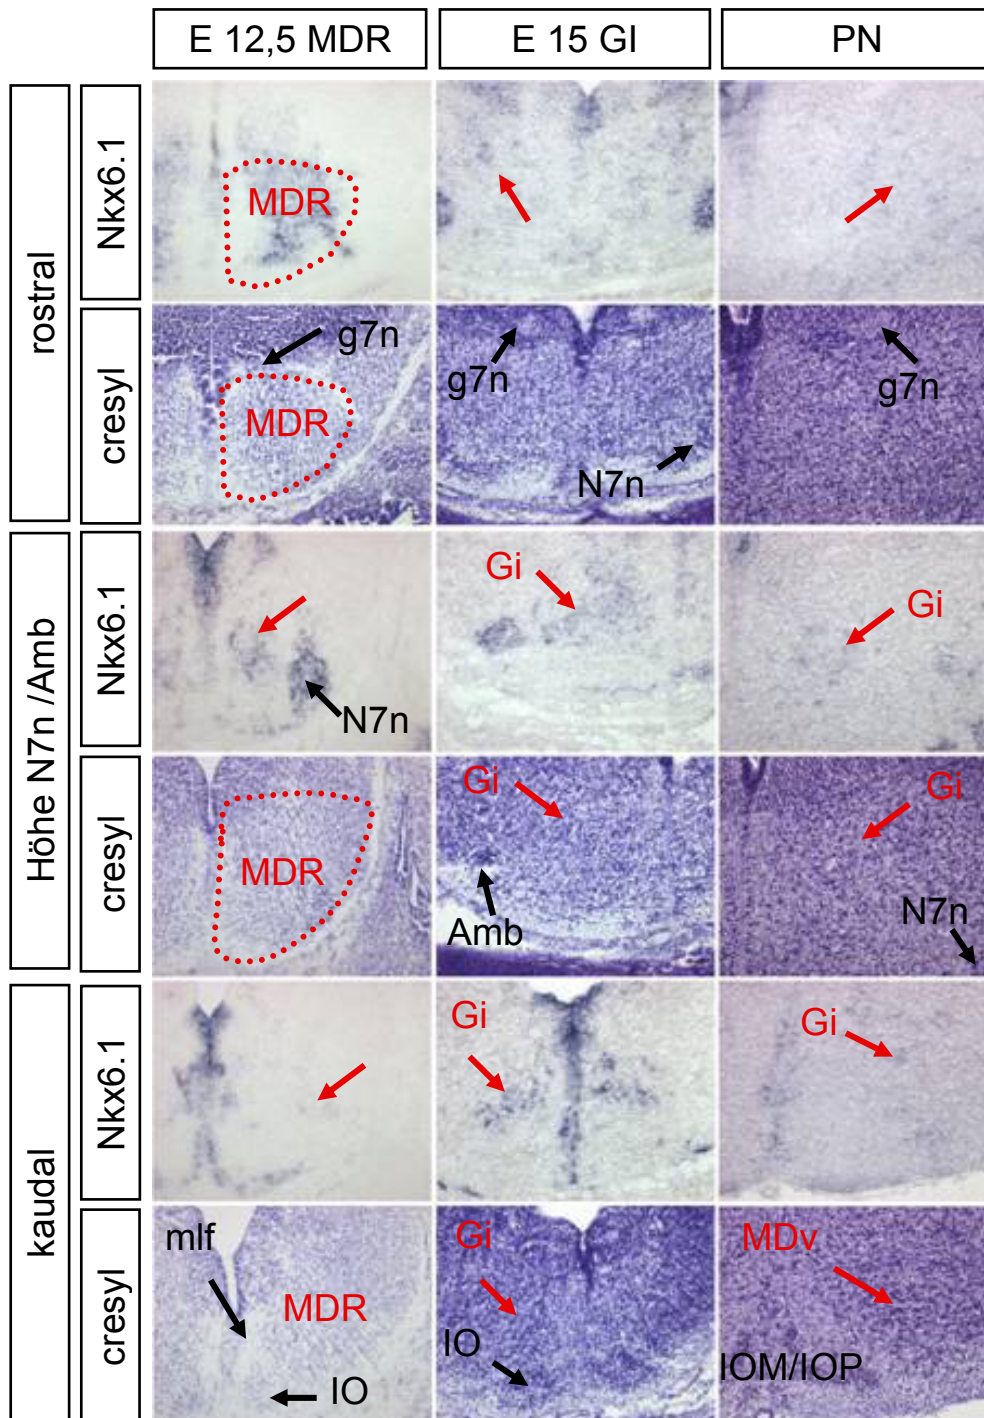 E 12,5 MDR
E 15 GI
PN
rostral
Nkx6.1
MDR
cresyl
g7n
MDR
g7n
N7n
g7n
Höhe N7n /Amb
Nkx6.1
N7n
Gi
Gi
cresyl
MDR
Gi
Amb
Gi
N7n
kaudal
Nkx6.1
Gi
Gi
cresyl
mlf
MDR
IO
Gi
IO
MDv
IOM/IOP